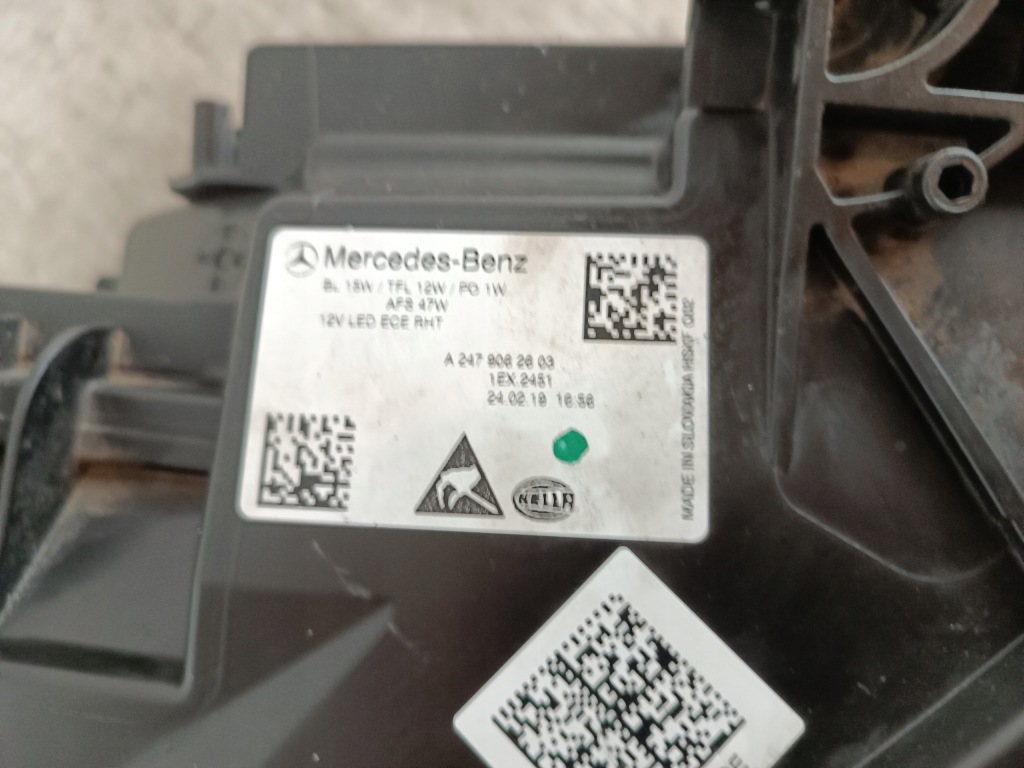 Mercedes-Benz
BL 15W / TFL 12W / PO 1W
AFS 47W
12V LED ECE RHT
A 247 906 26 03
1EX 2451
24.02.19 16:56
HELLA
MADE IN SLOWAKIA